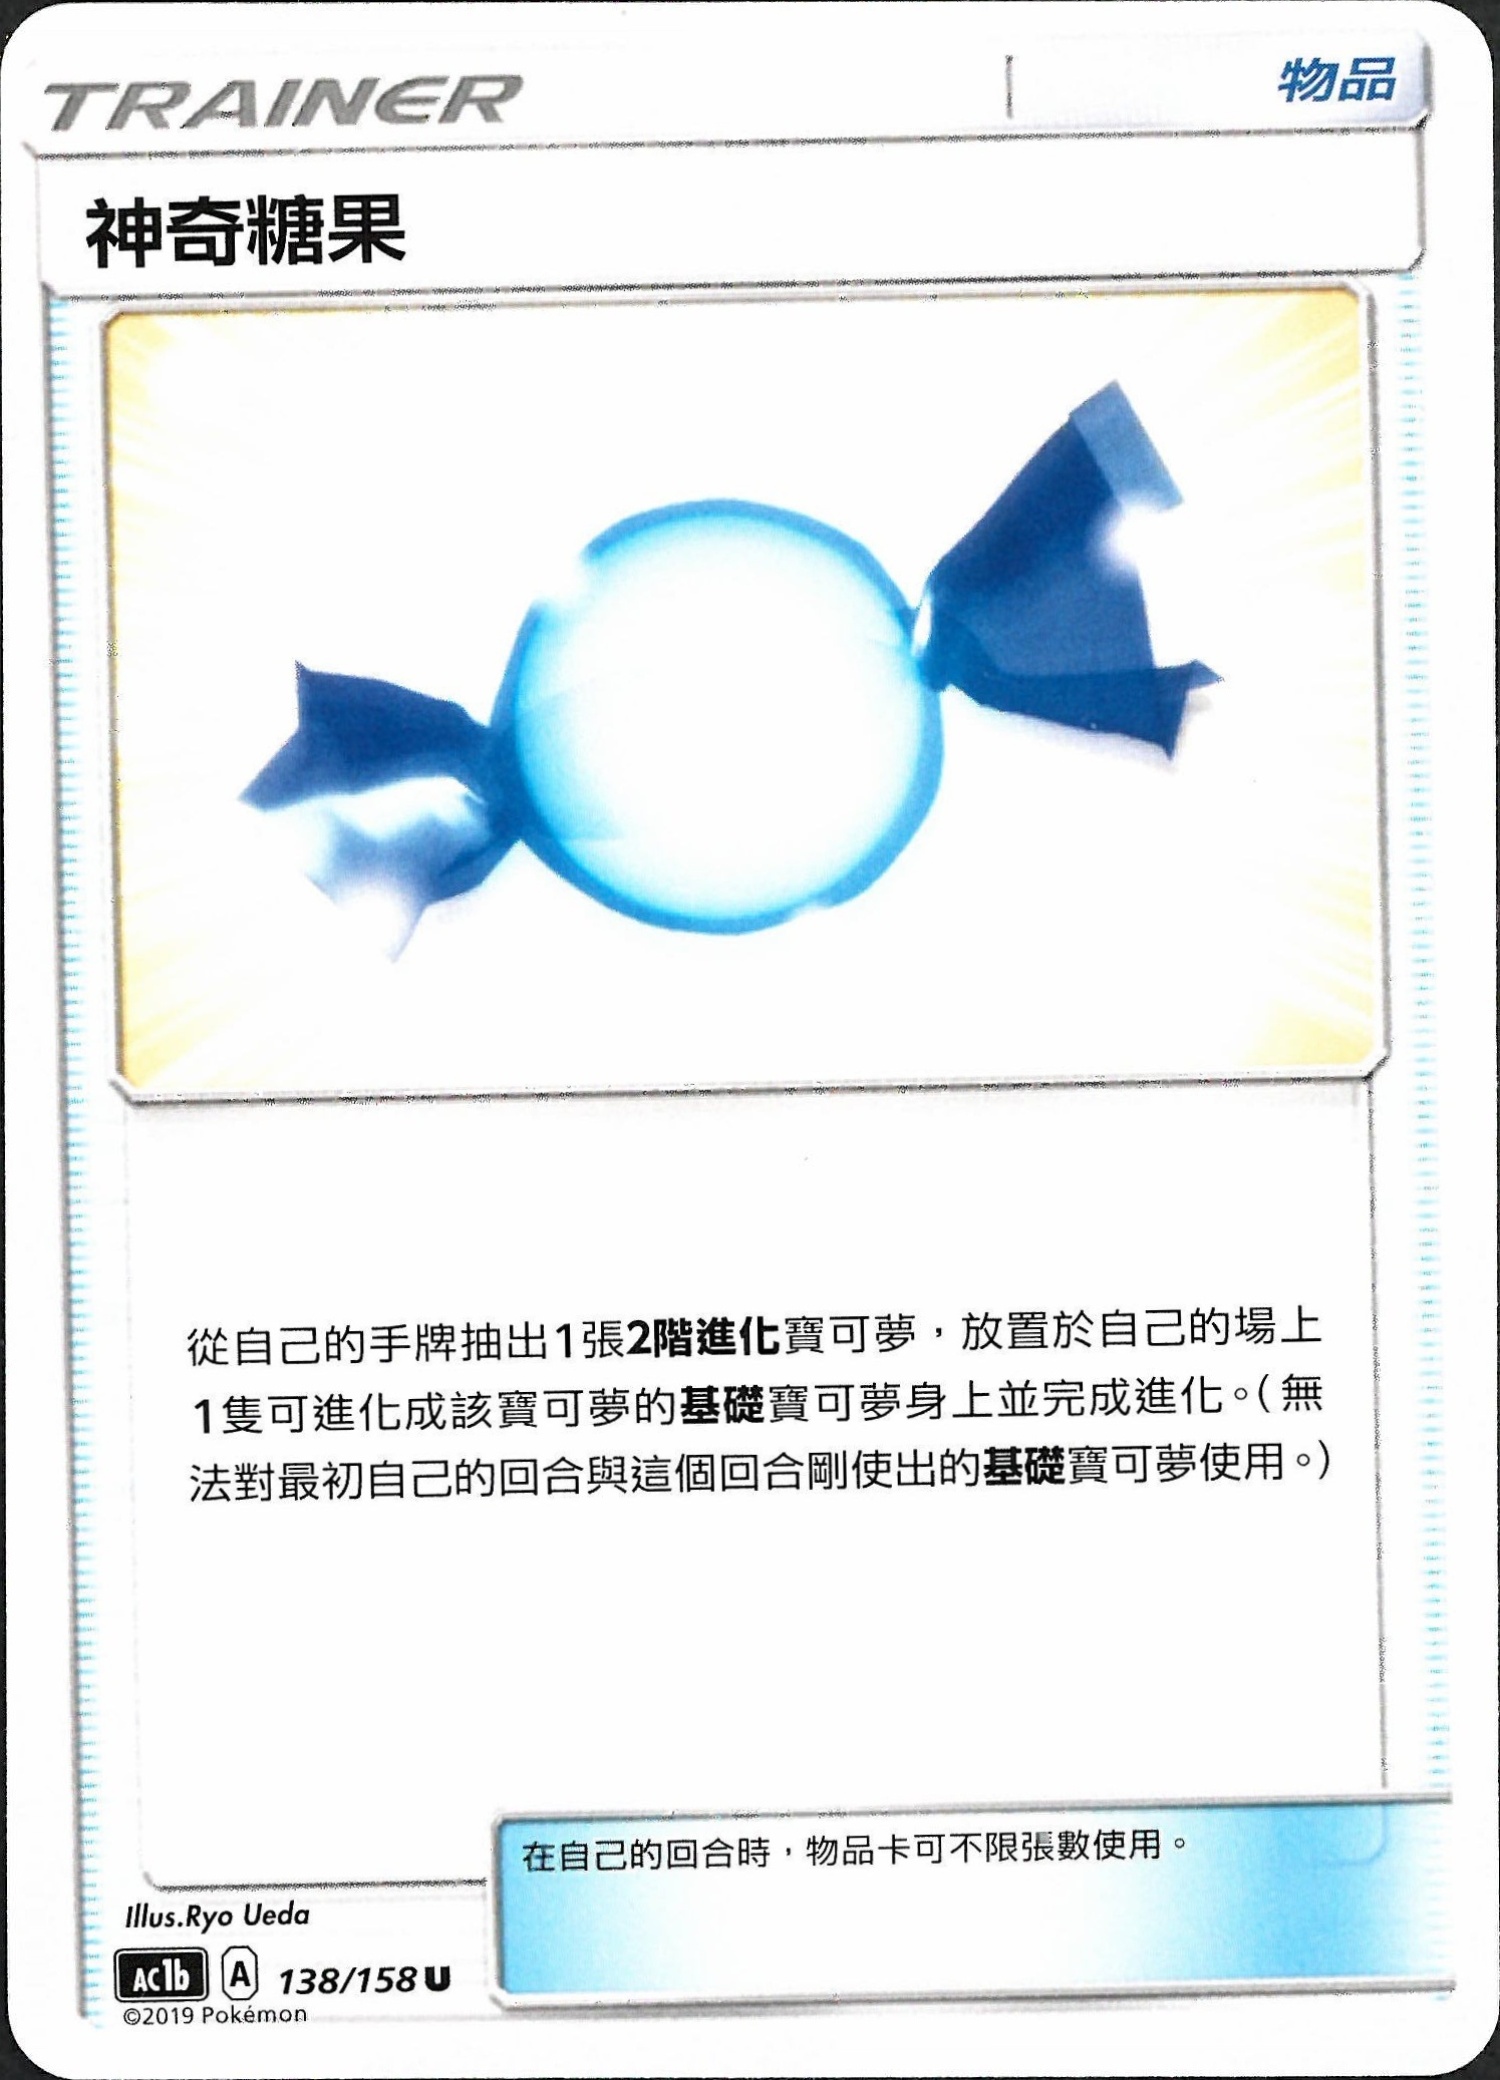 TRAINER
物品
神奇糖果
從自己的手牌抽出1張2階進化寶可夢，放置於自己的場上
1隻可進化成該寶可夢的基礎寶可夢身上並完成進化。(無
法對最初自己的回合與這個回合剛使出的基礎寶可夢使用。)
在自己的回合時，物品卡可不限張數使用。
Illus.Ryo Ueda
AC1b A 138/158 U
©2019 Pokémon